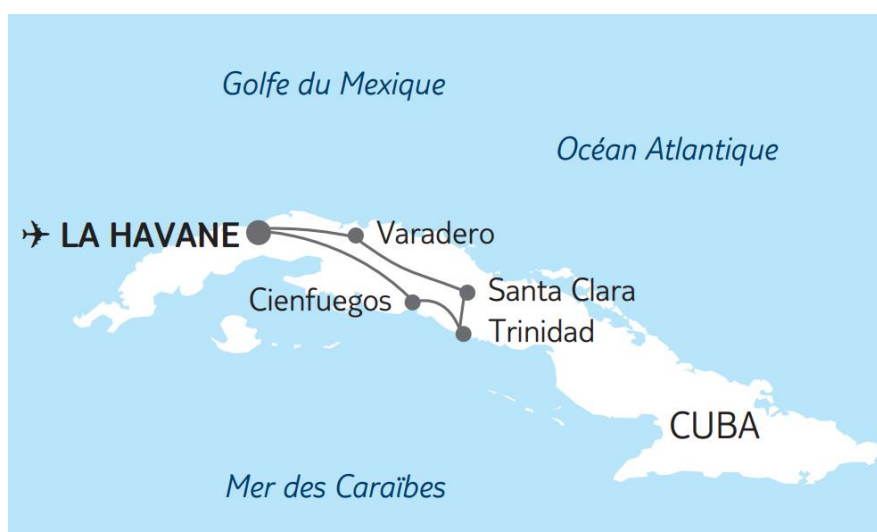 Golfe du Mexique
Océan Atlantique
LA HAVANE
Varadero
Cienfuegos
Santa Clara
Trinidad
CUBA
Mer des Caraïbes